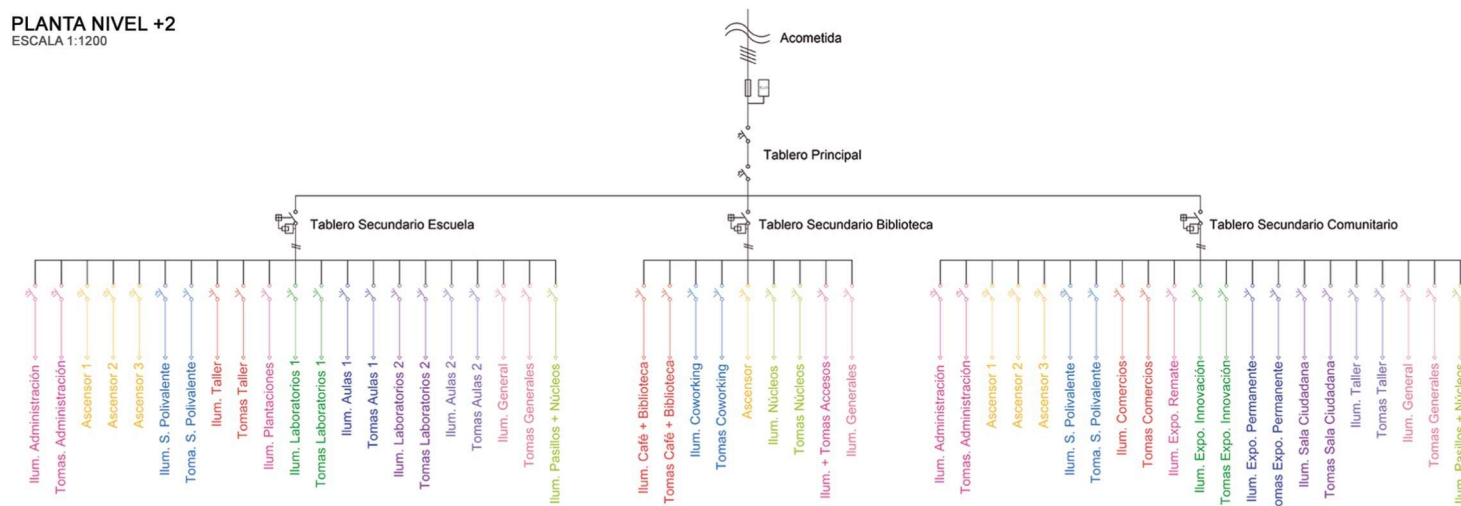 PLANTA NIVEL +2
ESCALA 1:1200
Acometida
Tablero Principal
Tablero Secundario Escuela
Tablero Secundario Biblioteca
Tablero Secundario Comunitario
Ilum. Administración
Tomas. Administración
Ascensor 1
Ascensor 2
Ascensor 3
Ilum. S. Polivalente
Toma. S. Polivalente
Ilum. Taller
Tomas Taller
Ilum. Plantaciones
Ilum. Laboratorios 1
Tomas Laboratorios 1
Ilum. Aulas 1
Tomas Aulas 1
Ilum. Laboratorios 2
Tomas Laboratorios 2
Ilum. Aulas 2
Tomas Aulas 2
Ilum. General
Tomas Generales
Ilum. Pasillos + Núcleos
Ilum. Café + Biblioteca
Tomas Café + Biblioteca
Ilum. Coworking
Tomas Coworking
Ascensor
Ilum. Núcleos
Tomas Núcleos
Ilum. + Tomas Accesos
Ilum. Generales
Ilum. Administración
Tomas. Administración
Ascensor 1
Ascensor 2
Ascensor 3
Ilum. S. Polivalente
Toma. S. Polivalente
Ilum. Comercios
Tomas Comercios
Ilum. Expo. Remate
Ilum. Expo. Innovación
Tomas Expo. Innovación
Ilum. Expo. Permanente
Tomas Expo. Permanente
Ilum. Sala Ciudadana
Tomas Sala Ciudadana
Ilum. Taller
Tomas Taller
Ilum. General
Tomas Generales
Ilum. Pasillos + Núcleos